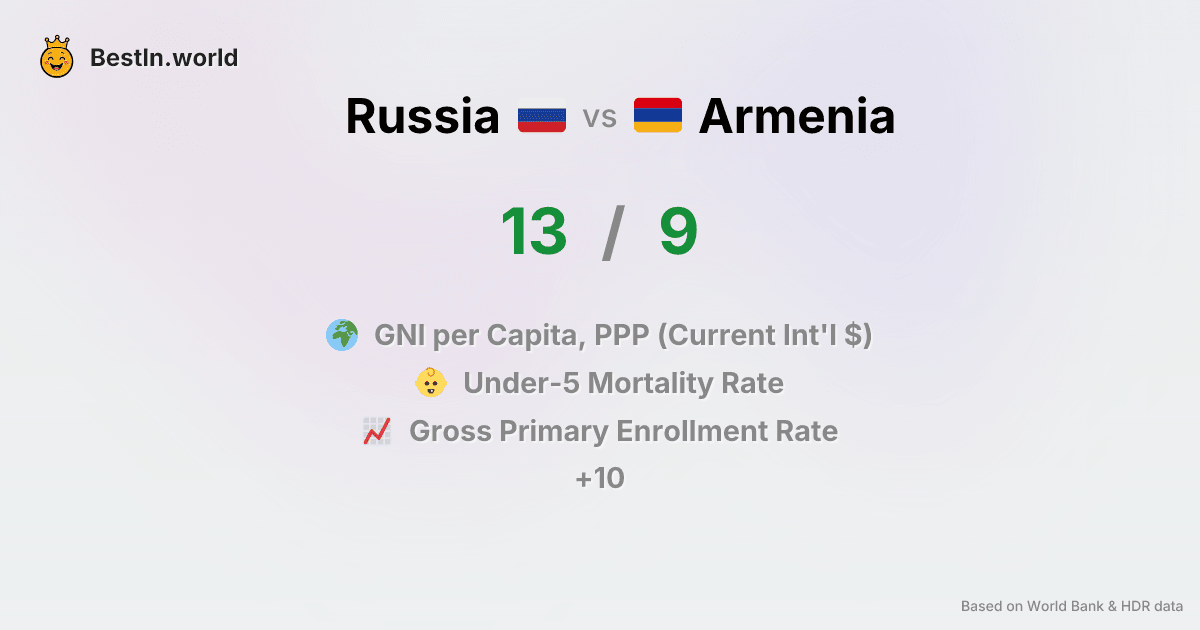 BestIn.world
Russia vs Armenia
13 / 9
GNI per Capita, PPP (Current Int'l $)
Under-5 Mortality Rate
Gross Primary Enrollment Rate
+10
Based on World Bank & HDR data